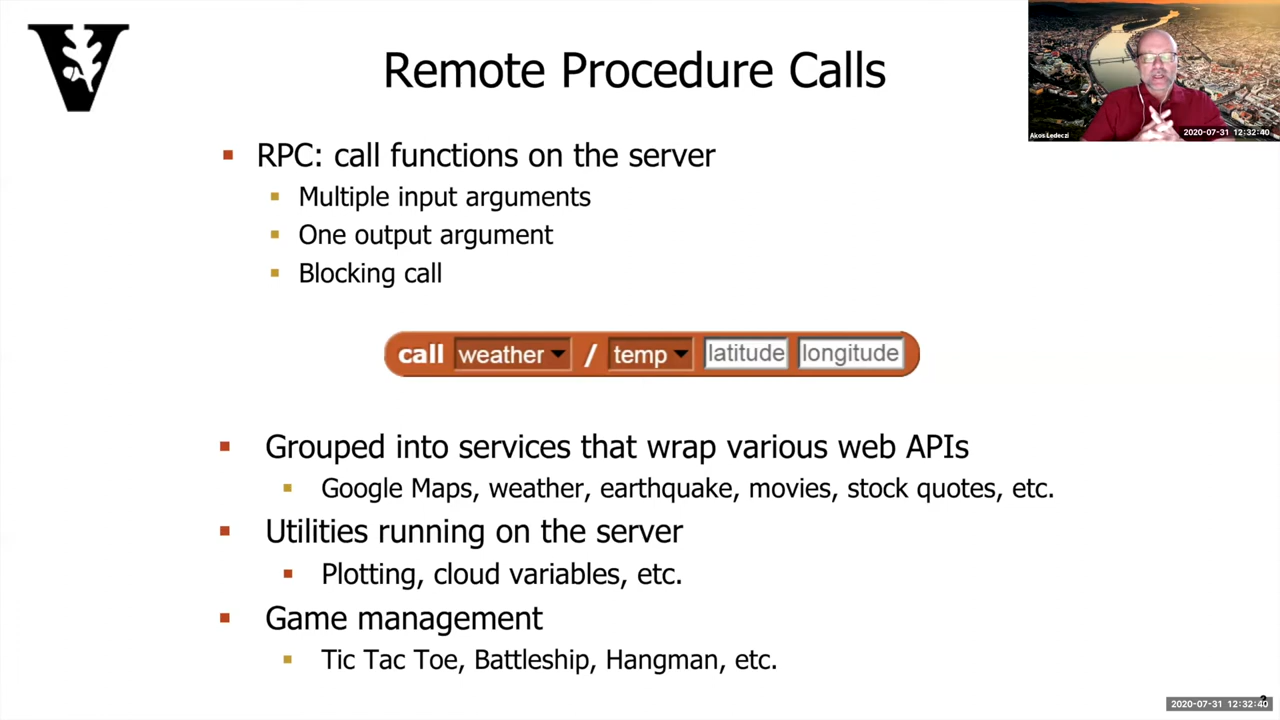 V
Remote Procedure Calls
Akos Ledeczi
2020-07-31 12:32:40
RPC: call functions on the server
Multiple input arguments
One output argument
Blocking call
call weather / temp latitude longitude
Grouped into services that wrap various web APIs
Google Maps, weather, earthquake, movies, stock quotes, etc.
Utilities running on the server
Plotting, cloud variables, etc.
Game management
Tic Tac Toe, Battleship, Hangman, etc.
2020-07-31 12:32:40